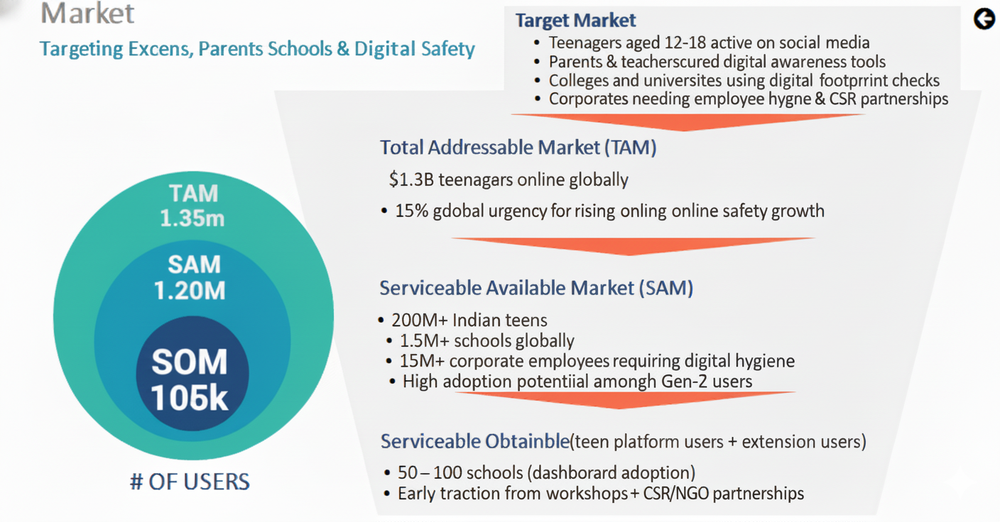 Market
Targeting Excens, Parents Schools & Digital Safety
Target Market
• Teenagers aged 12-18 active on social media
• Parents & teacherscured digital awareness tools
• Colleges and universites using digital footprrint checks
• Corporates needing employee hygne & CSR partnerships
Total Addressable Market (TAM)
$1.3B teenagars online globally
• 15% gdobal urgency for rising onling online safety growth
Serviceable Available Market (SAM)
• 200M+ Indian teens
• 1.5M+ schools globally
• 15M+ corporate employees requiring digital hygiene
• High adoption potentiial amongh Gen-2 users
Serviceable Obtainble(teen platform users + extension users)
• 50 – 100 schools (dashborard adoption)
• Early traction from workshops + CSR/NGO partnerships
TAM
1.35m
SAM
1.20M
SOM
105k
# OF USERS